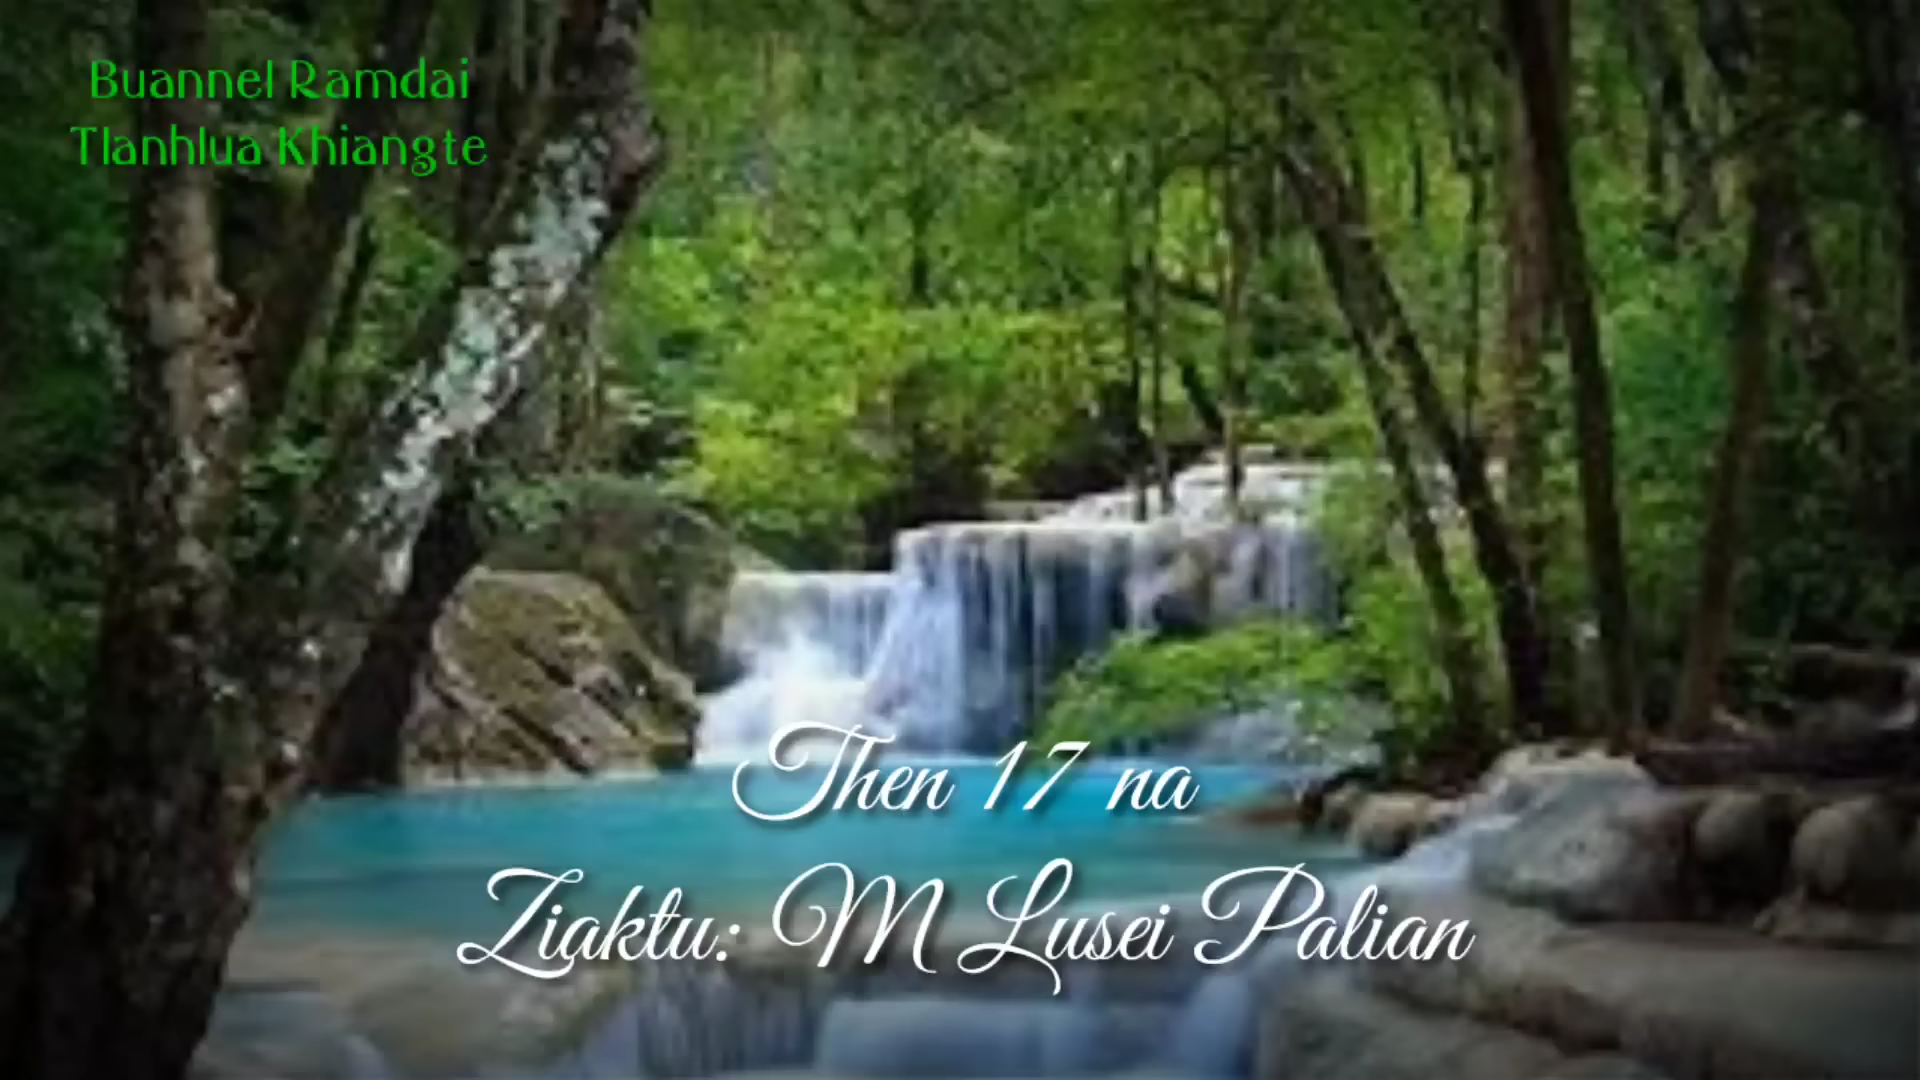 Buannel Ramdai
Tlanhlua Khiangte
Then 17 na
Ziaktu: M Lusei Palian